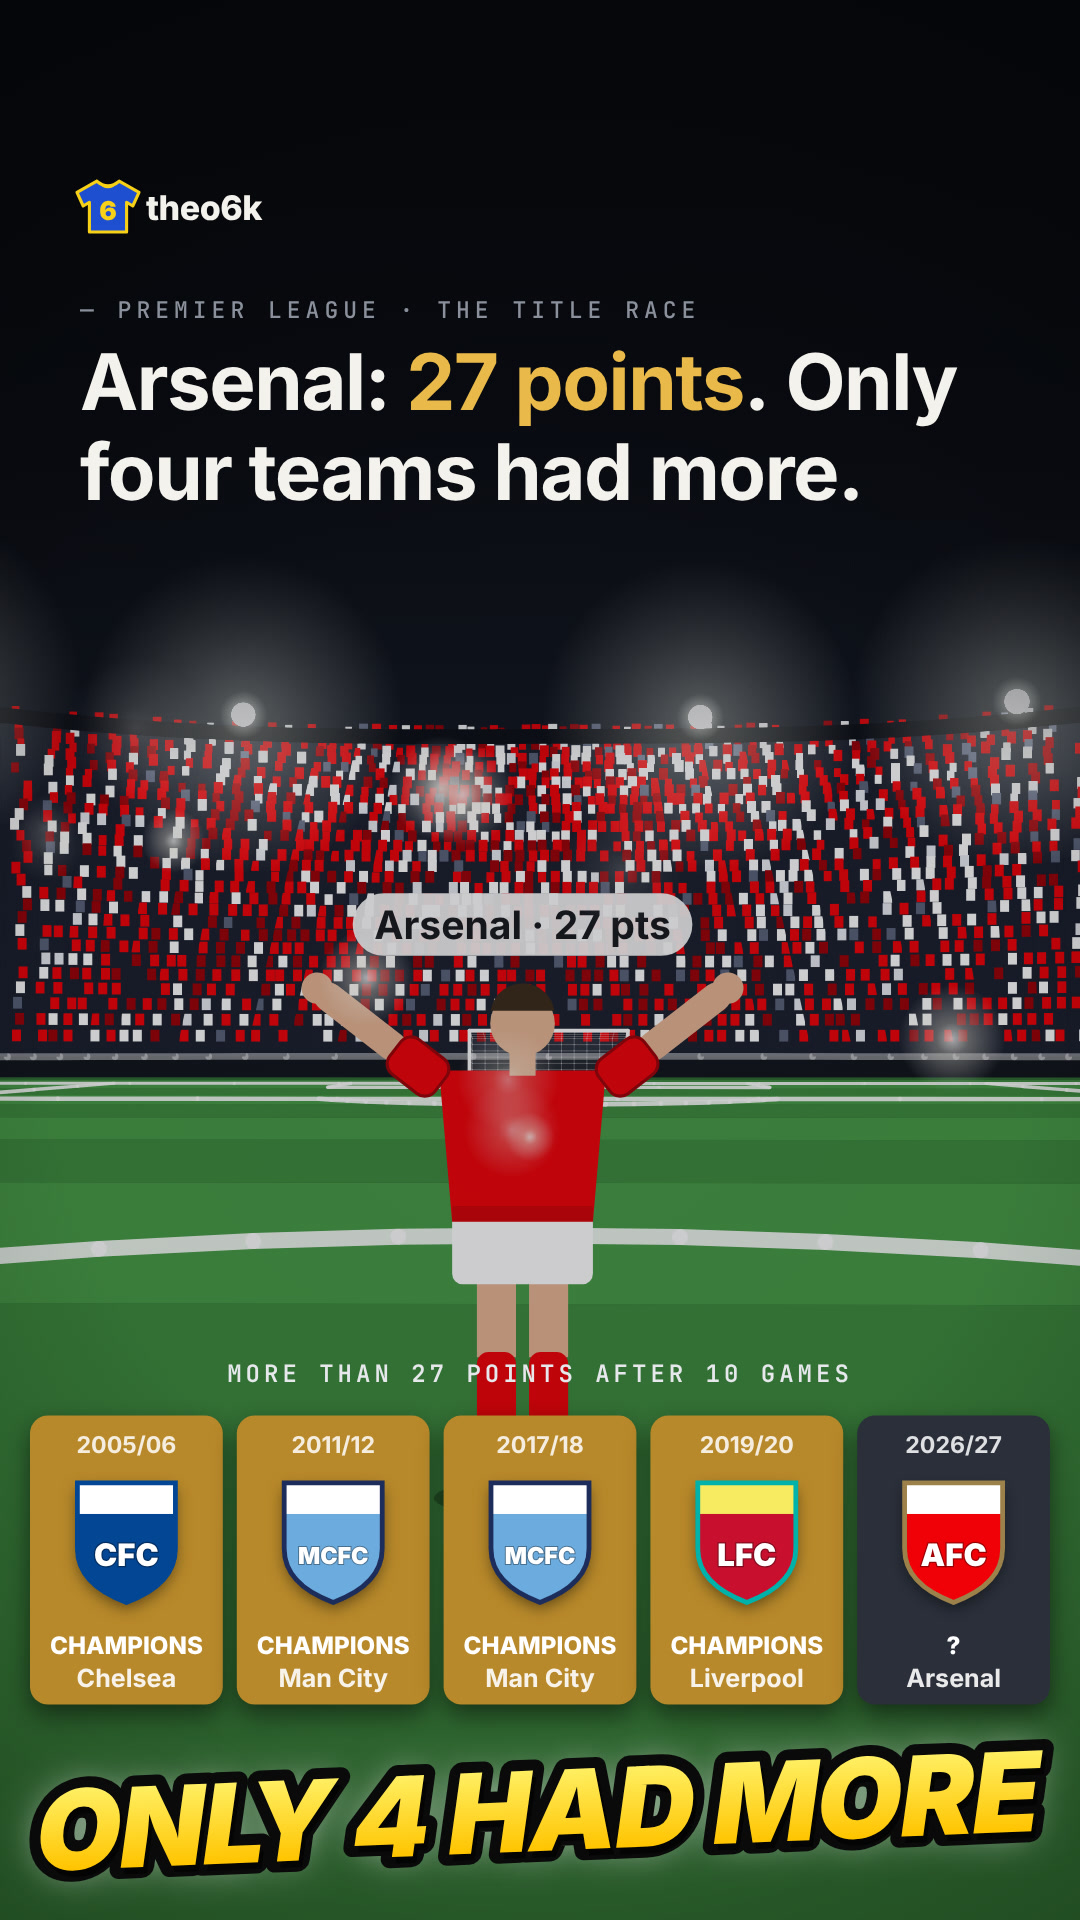 6 theo6k
— PREMIER LEAGUE · THE TITLE RACE
Arsenal: 27 points. Only
four teams had more.
Arsenal · 27 pts
MORE THAN 27 POINTS AFTER 10 GAMES
2005/06
CFC
CHAMPIONS
Chelsea
2011/12
MCFC
CHAMPIONS
Man City
2017/18
MCFC
CHAMPIONS
Man City
2019/20
LFC
CHAMPIONS
Liverpool
2026/27
AFC
?
Arsenal
ONLY 4 HAD MORE